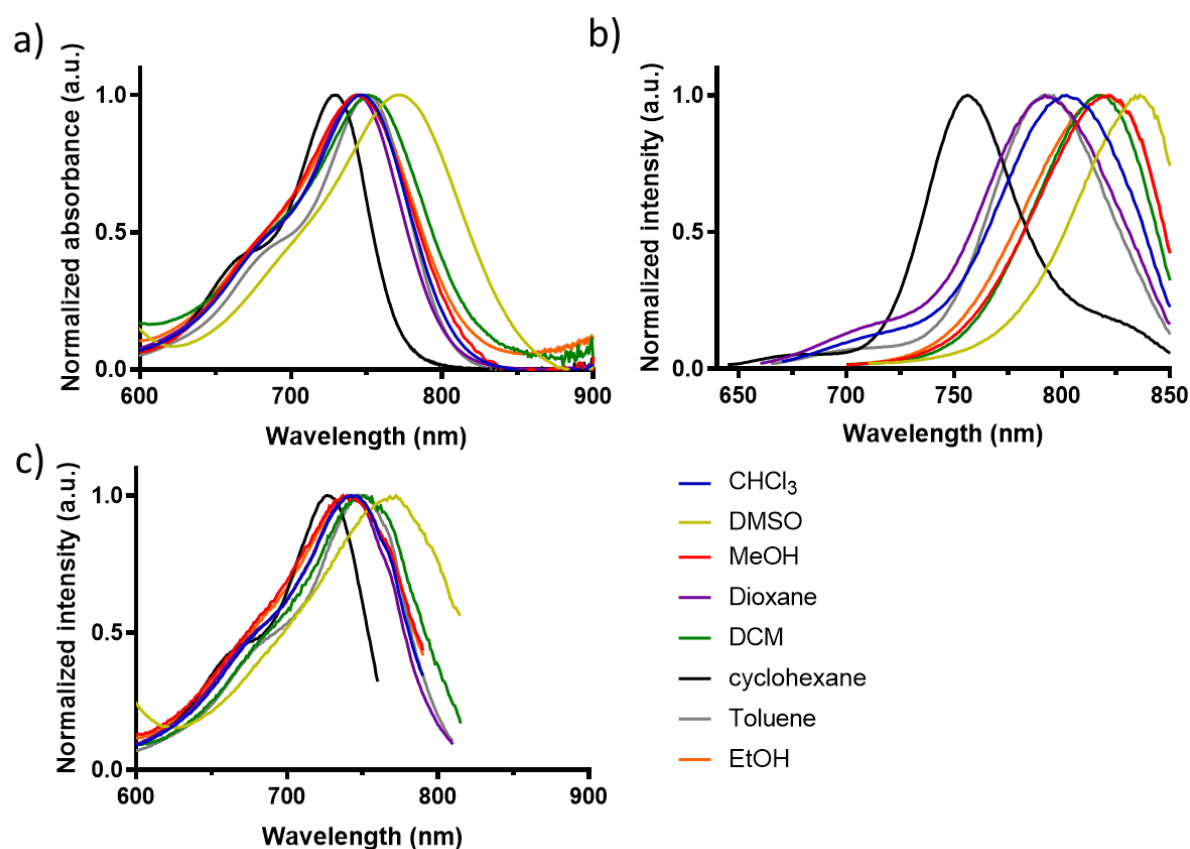 a)
Normalized absorbance (a.u.)
1.0
0.5
0.0
600
700
800
900
Wavelength (nm)
b)
Normalized intensity (a.u.)
1.0
0.5
0.0
650
700
750
800
850
Wavelength (nm)
c)
Normalized intensity (a.u.)
1.0
0.5
0.0
600
700
800
900
Wavelength (nm)
CHCl₃
DMSO
MeOH
Dioxane
DCM
cyclohexane
Toluene
EtOH